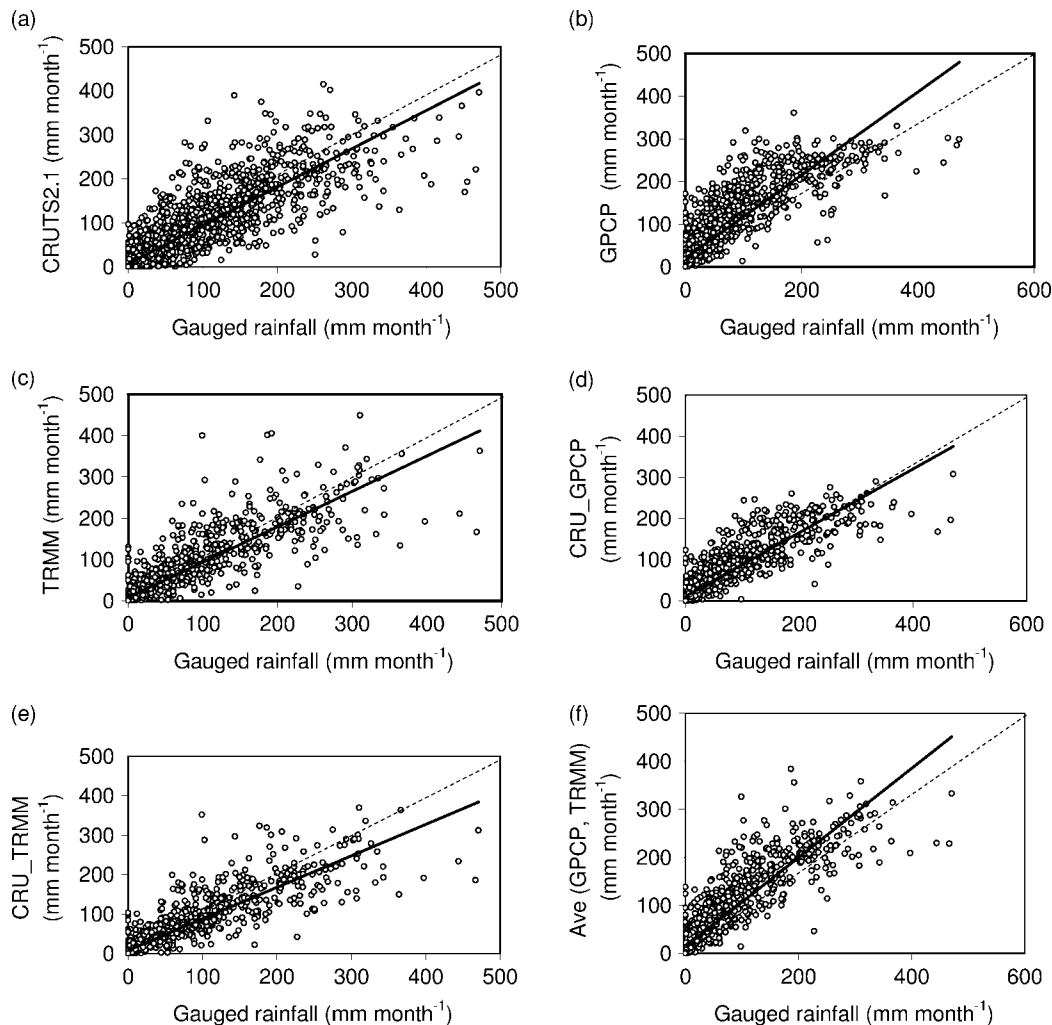 (a)
500
400
300
200
100
0
CRUTS2.1 (mm month-1)
0 100 200 300 400 500
Gauged rainfall (mm month-1)
(b)
500
400
300
200
100
0
GPCP (mm month-1)
0 200 400 600
Gauged rainfall (mm month-1)
(c)
500
400
300
200
100
0
TRMM (mm month-1)
0 100 200 300 400 500
Gauged rainfall (mm month-1)
(d)
500
400
300
200
100
0
CRU_GPCP
(mm month-1)
0 200 400 600
Gauged rainfall (mm month-1)
(e)
500
400
300
200
100
0
CRU_TRMM
(mm month-1)
0 100 200 300 400 500
Gauged rainfall (mm month-1)
(f)
500
400
300
200
100
0
Ave (GPCP, TRMM)
(mm month-1)
0 200 400 600
Gauged rainfall (mm month-1)